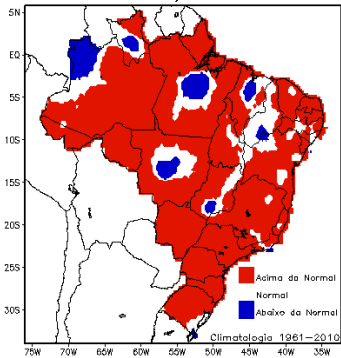 5N
EQ
5S
10S
15S
20S
25S
30S
Acima da Normal
Normal
Abaixo da Normal
Climatologia 1961-2010
75W 70W 65W 60W 55W 50W 45W 40W 35W